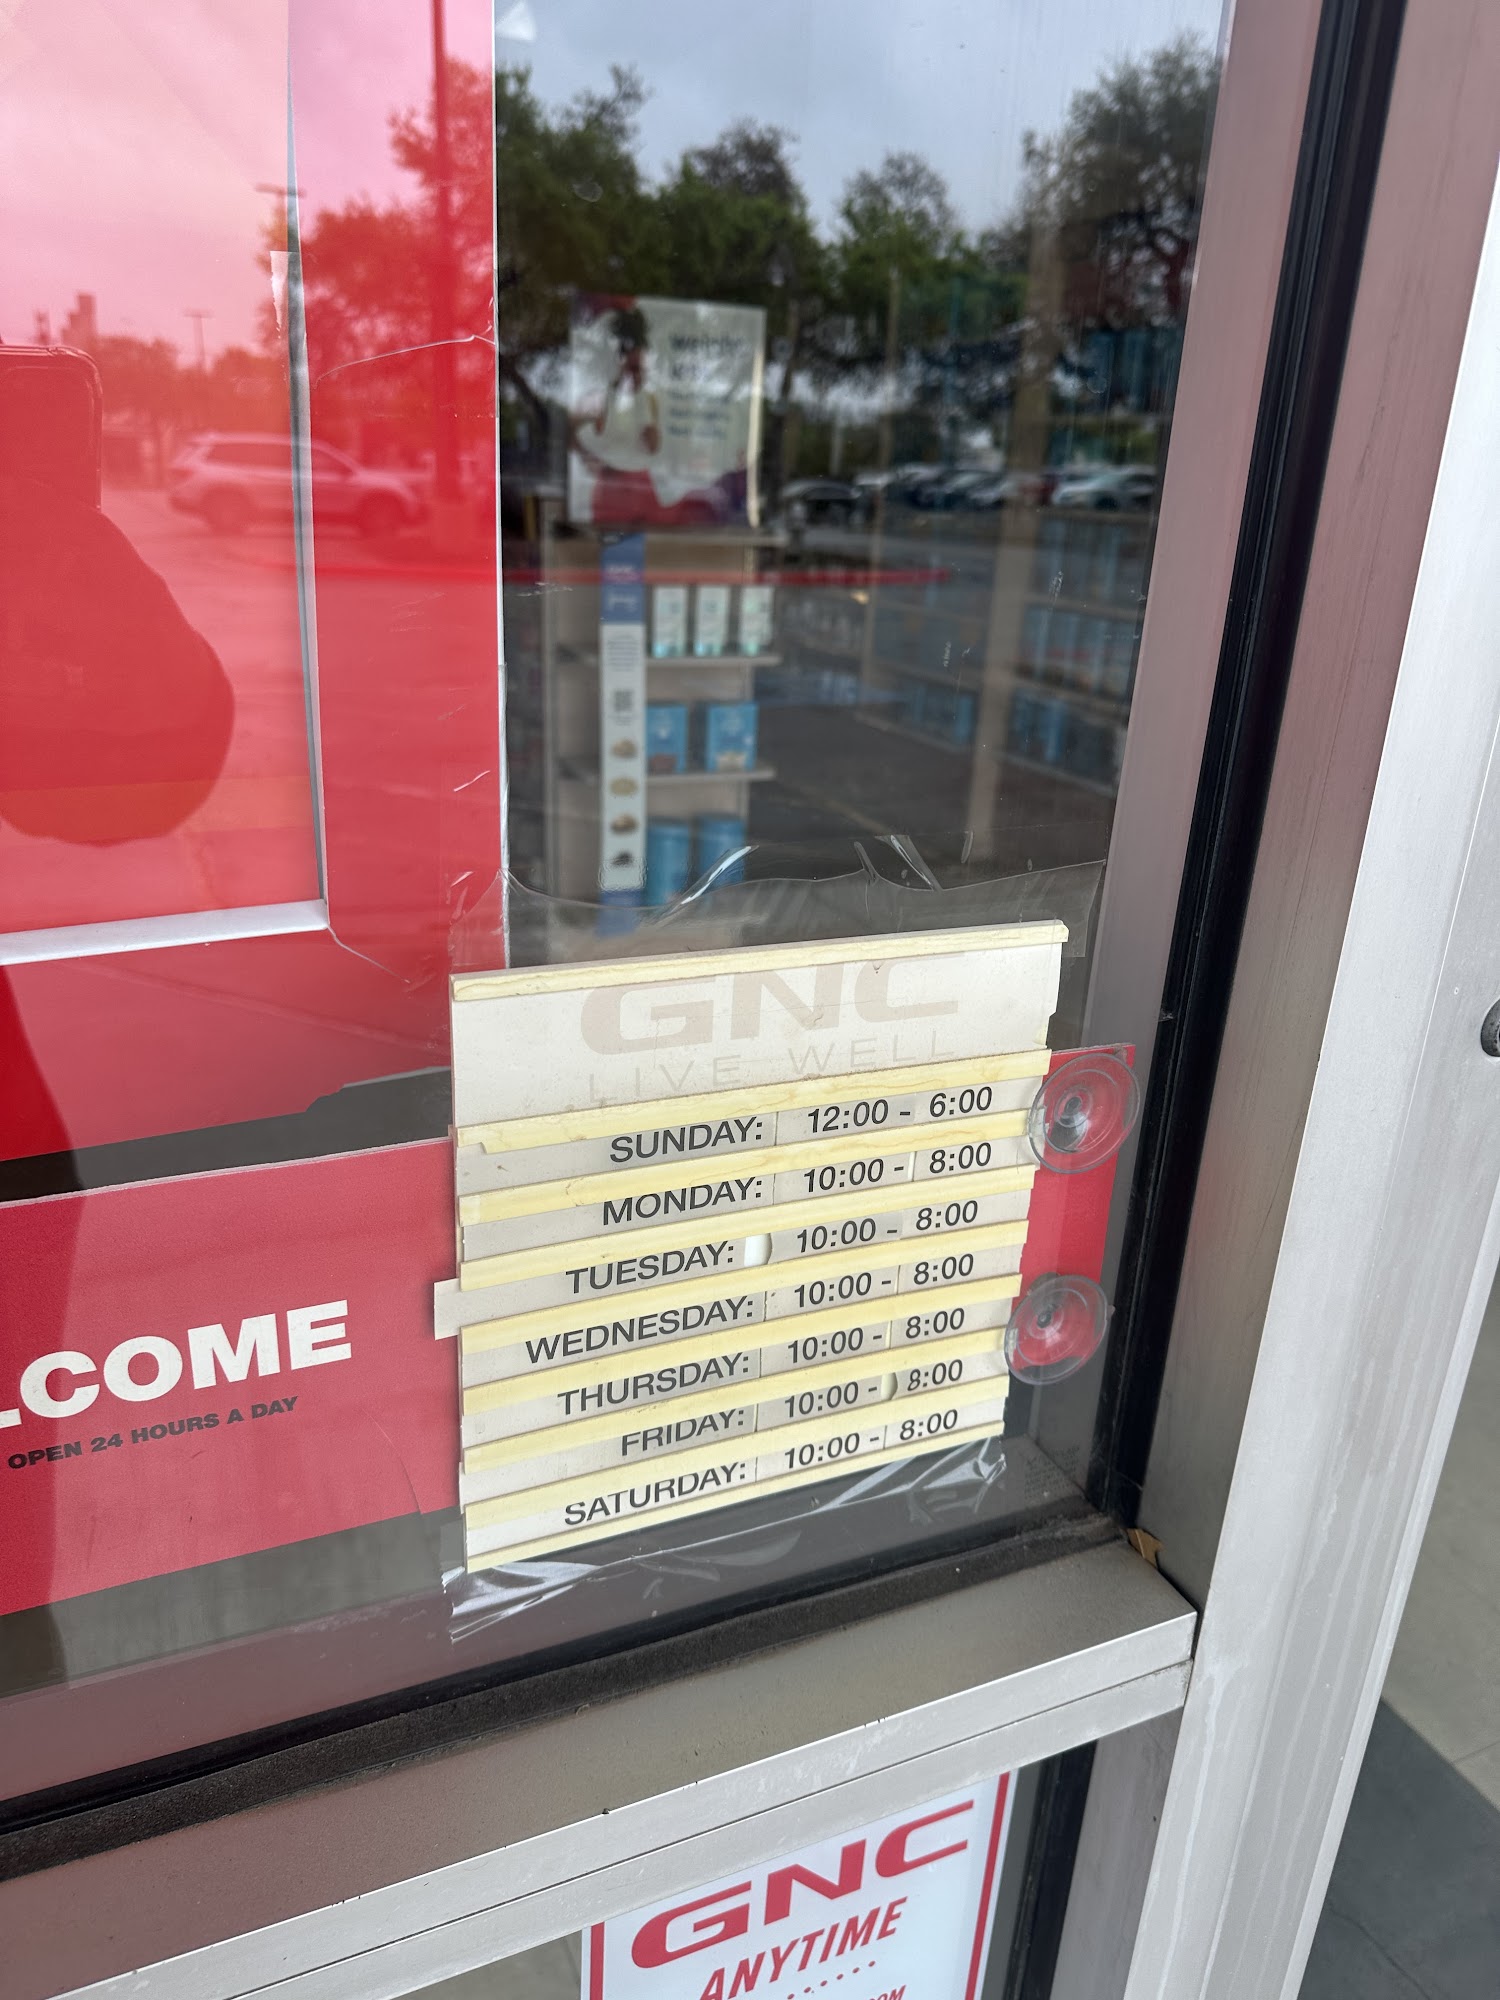 GNC
LIVE WELL
SUNDAY: 12:00 - 6:00
MONDAY: 10:00 - 8:00
TUESDAY: 10:00 - 8:00
WEDNESDAY: 10:00 - 8:00
THURSDAY: 10:00 - 8:00
FRIDAY: 10:00 - 8:00
SATURDAY: 10:00 - 8:00
LCOME
OPEN 24 HOURS A DAY
GNC
ANYTIME